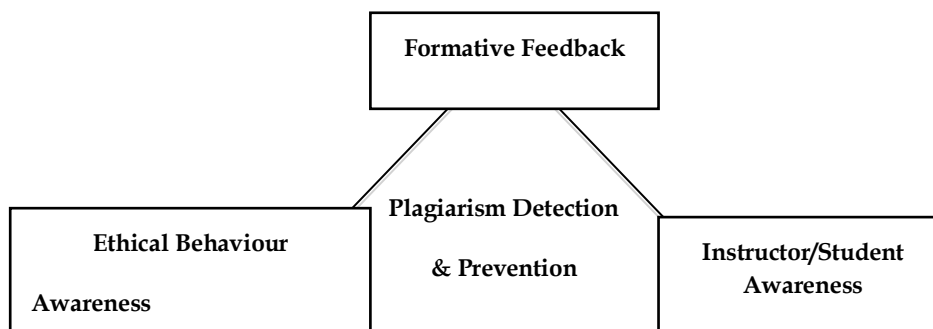 Formative Feedback
Plagiarism Detection
& Prevention
Ethical Behaviour
Awareness
Instructor/Student
Awareness